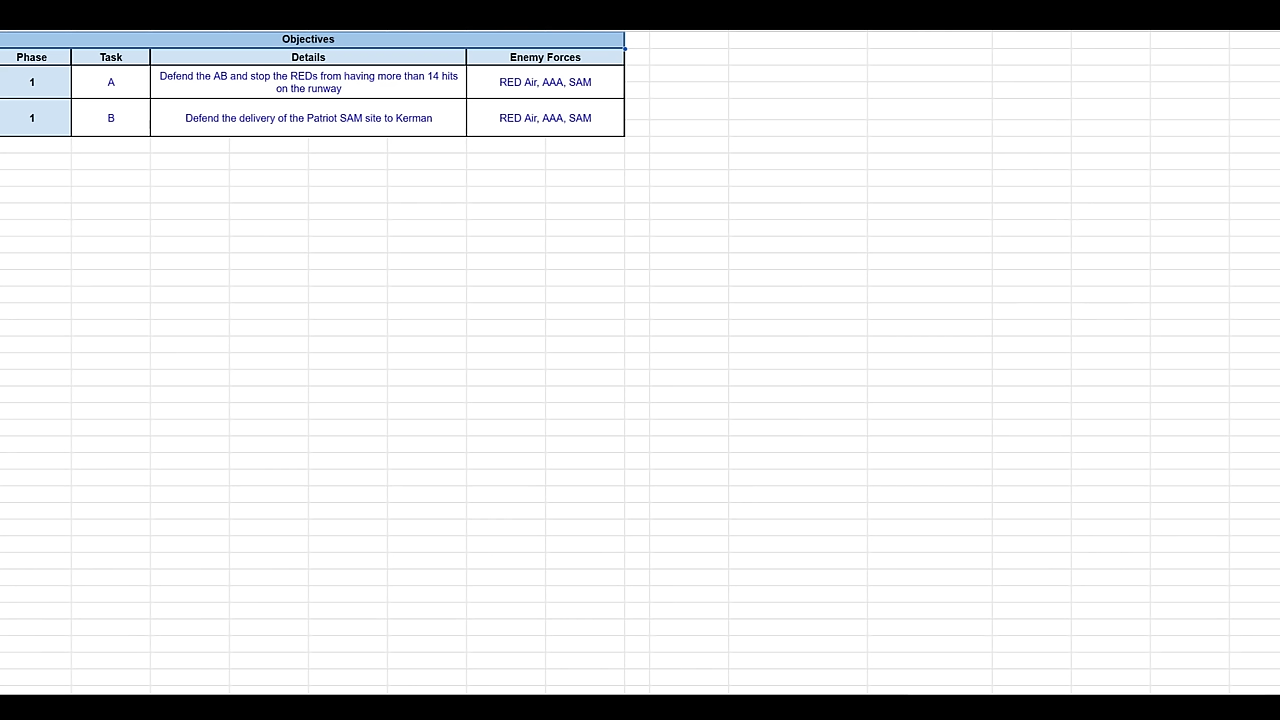 Objectives
Phase Task Details Enemy Forces
1 A Defend the AB and stop the REDs from having more than 14 hits RED Air, AAA, SAM
on the runway
1 B Defend the delivery of the Patriot SAM site to Kerman RED Air, AAA, SAM